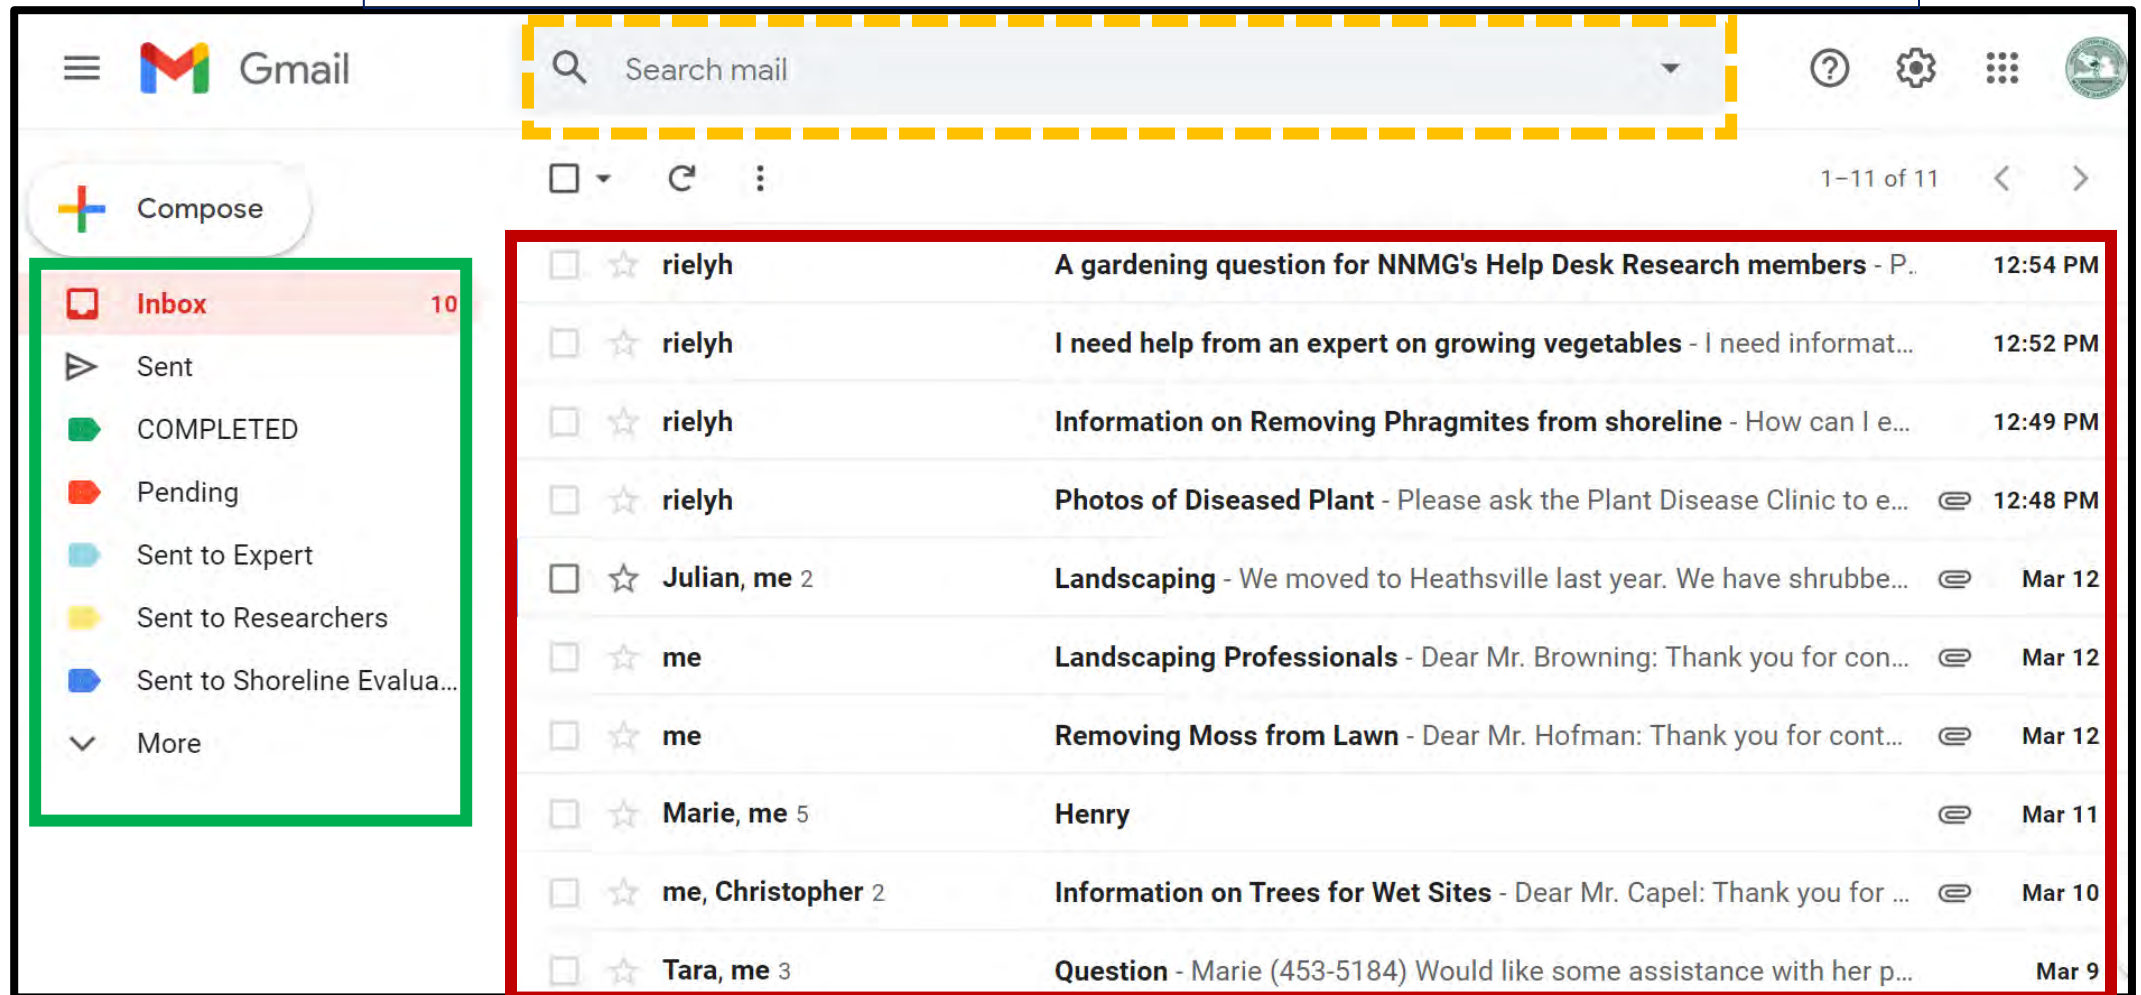 Gmail
Search mail
Compose
1–11 of 11
Inbox 10
Sent
COMPLETED
Pending
Sent to Expert
Sent to Researchers
Sent to Shoreline Evalua...
More
rielyh A gardening question for NNMG's Help Desk Research members - P.. 12:54 PM
rielyh I need help from an expert on growing vegetables - I need informat... 12:52 PM
rielyh Information on Removing Phragmites from shoreline - How can I e... 12:49 PM
rielyh Photos of Diseased Plant - Please ask the Plant Disease Clinic to e... 12:48 PM
Julian, me 2 Landscaping - We moved to Heathsville last year. We have shrubbe... Mar 12
me Landscaping Professionals - Dear Mr. Browning: Thank you for con... Mar 12
me Removing Moss from Lawn - Dear Mr. Hofman: Thank you for cont... Mar 12
Marie, me 5 Henry Mar 11
me, Christopher 2 Information on Trees for Wet Sites - Dear Mr. Capel: Thank you for ... Mar 10
Tara, me 3 Question - Marie (453-5184) Would like some assistance with her p... Mar 9